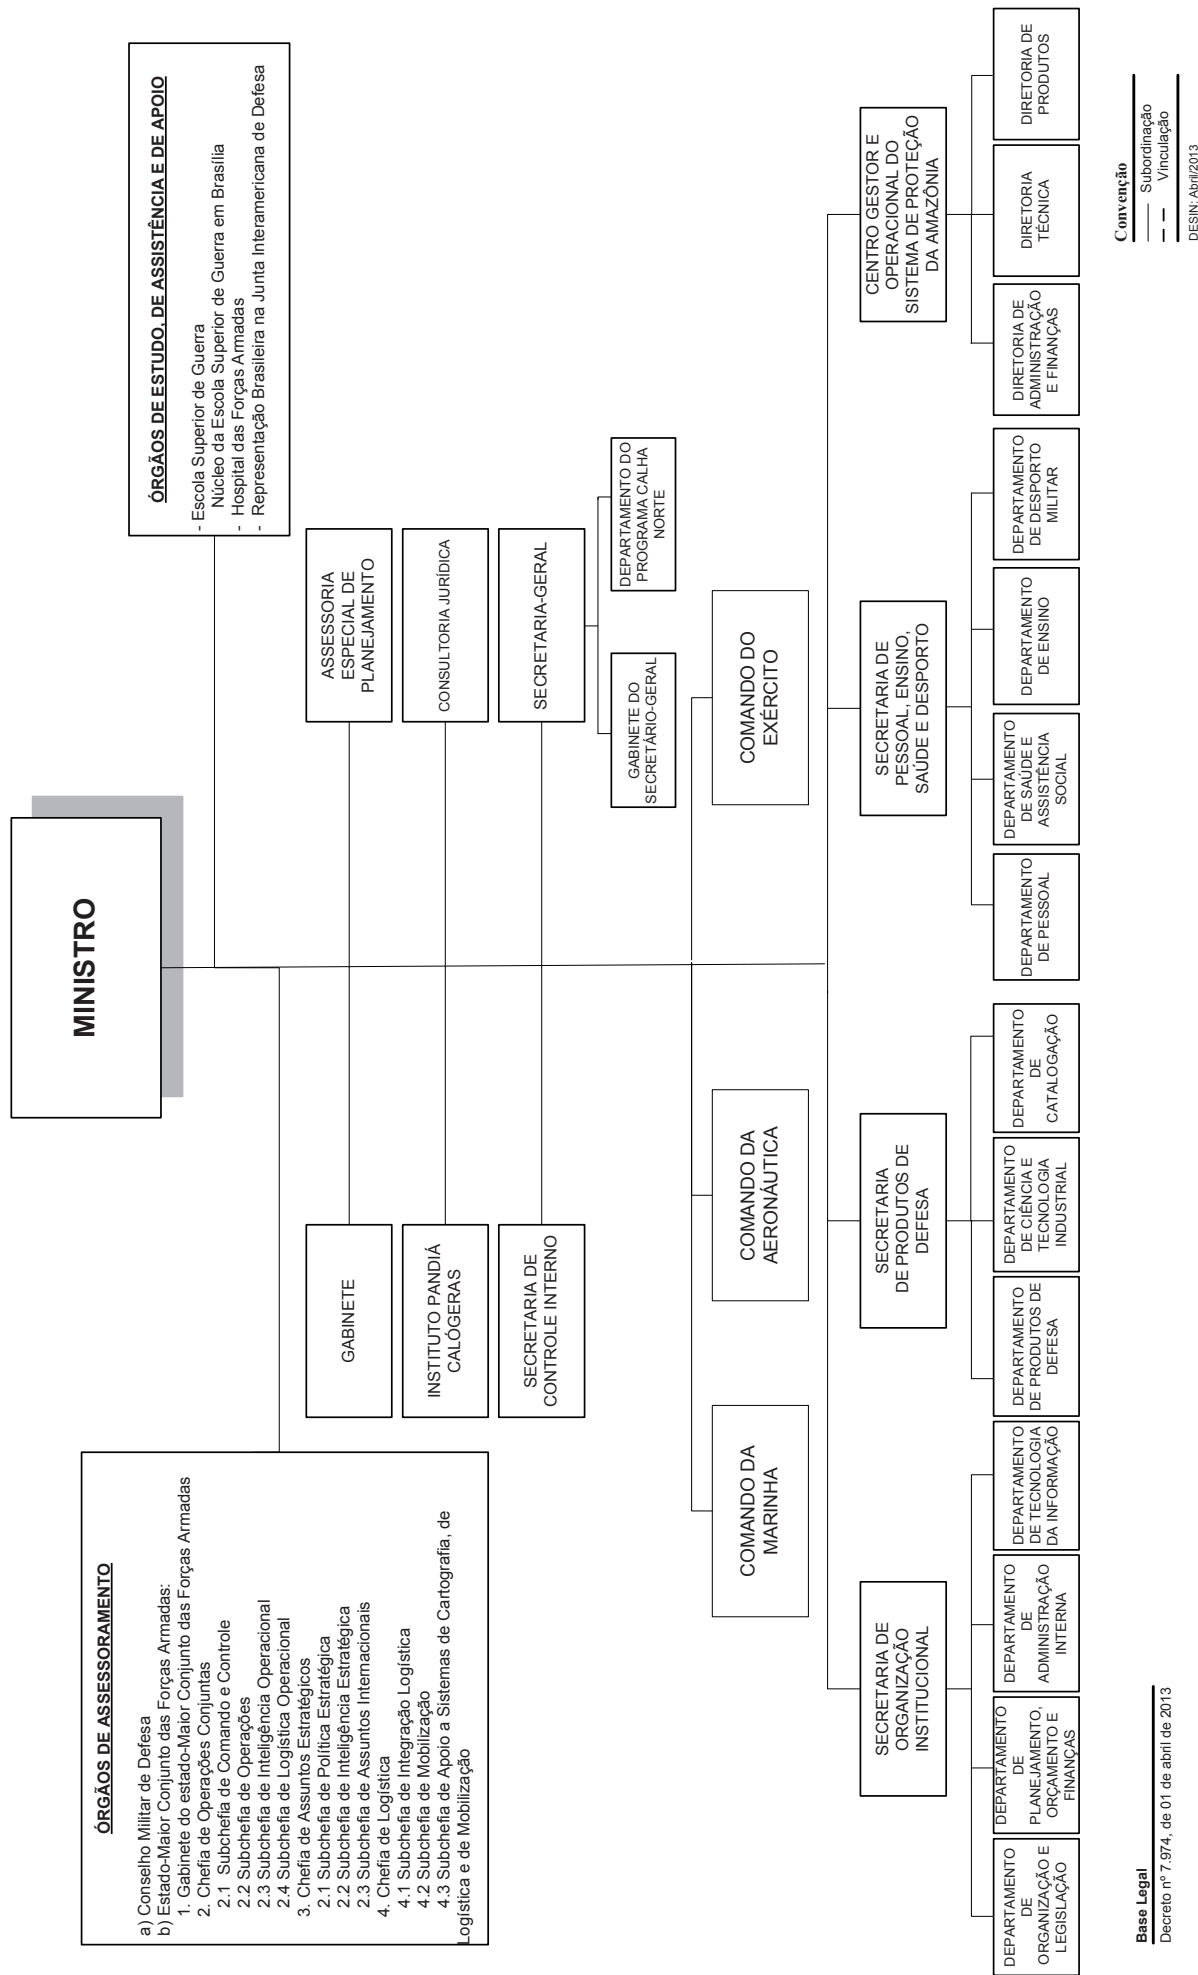 MINISTRO
ÓRGÃOS DE ASSESSORAMENTO
a) Conselho Militar de Defesa
b) Estado-Maior Conjunto das Forças Armadas:
1. Gabinete do estado-Maior Conjunto das Forças Armadas
2. Chefia de Operações Conjuntas
2.1 Subchefia de Comando e Controle
2.2 Subchefia de Operações
2.3 Subchefia de Inteligência Operacional
2.4 Subchefia de Logística Operacional
3. Chefia de Assuntos Estratégicos
2.1 Subchefia de Política Estratégica
2.2 Subchefia de Inteligência Estratégica
2.3 Subchefia de Assuntos Internacionais
4. Chefia de Logística
4.1 Subchefia de Integração Logística
4.2 Subchefia de Mobilização
4.3 Subchefia de Apoio a Sistemas de Cartografia, de
Logística e de Mobilização
ÓRGÃOS DE ESTUDO, DE ASSISTÊNCIA E DE APOIO
- Escola Superior de Guerra
Núcleo da Escola Superior de Guerra em Brasília
- Hospital das Forças Armadas
- Representação Brasileira na Junta Interamericana de Defesa
GABINETE
ASSESSORIA
ESPECIAL DE
PLANEJAMENTO
INSTITUTO PANDIÁ
CALÓGERAS
CONSULTORIA JURÍDICA
SECRETARIA DE
CONTROLE INTERNO
SECRETARIA-GERAL
GABINETE DO
SECRETÁRIO-GERAL
DEPARTAMENTO DO
PROGRAMA CALHA
NORTE
COMANDO DA
MARINHA
COMANDO DA
AERONÁUTICA
COMANDO DO
EXÉRCITO
SECRETARIA DE
ORGANIZAÇÃO
INSTITUCIONAL
SECRETARIA
DE PRODUTOS DE
DEFESA
SECRETARIA DE
PESSOAL, ENSINO,
SAÚDE E DESPORTO
CENTRO GESTOR E
OPERACIONAL DO
SISTEMA DE PROTEÇÃO
DA AMAZÔNIA
DEPARTAMENTO
DE
ORGANIZAÇÃO E
LEGISLAÇÃO
DEPARTAMENTO
DE
PLANEJAMENTO,
ORÇAMENTO E
FINANÇAS
DEPARTAMENTO
DE
ADMINISTRAÇÃO
INTERNA
DEPARTAMENTO
DE TECNOLOGIA
DA INFORMAÇÃO
DEPARTAMENTO
DE PRODUTOS DE
DEFESA
DEPARTAMENTO
DE CIÊNCIA E
TECNOLOGIA
INDUSTRIAL
DEPARTAMENTO
DE
CATALOGAÇÃO
DEPARTAMENTO
DE PESSOAL
DEPARTAMENTO
DE SAÚDE E
ASSISTÊNCIA
SOCIAL
DEPARTAMENTO
DE ENSINO
DEPARTAMENTO
DE DESPORTO
MILITAR
DIRETORIA DE
ADMINISTRAÇÃO
E FINANÇAS
DIRETORIA
TÉCNICA
DIRETORIA DE
PRODUTOS
Base Legal
Decreto nº 7.974, de 01 de abril de 2013
Convenção
Subordinação
Vinculação
DESIN: Abril/2013